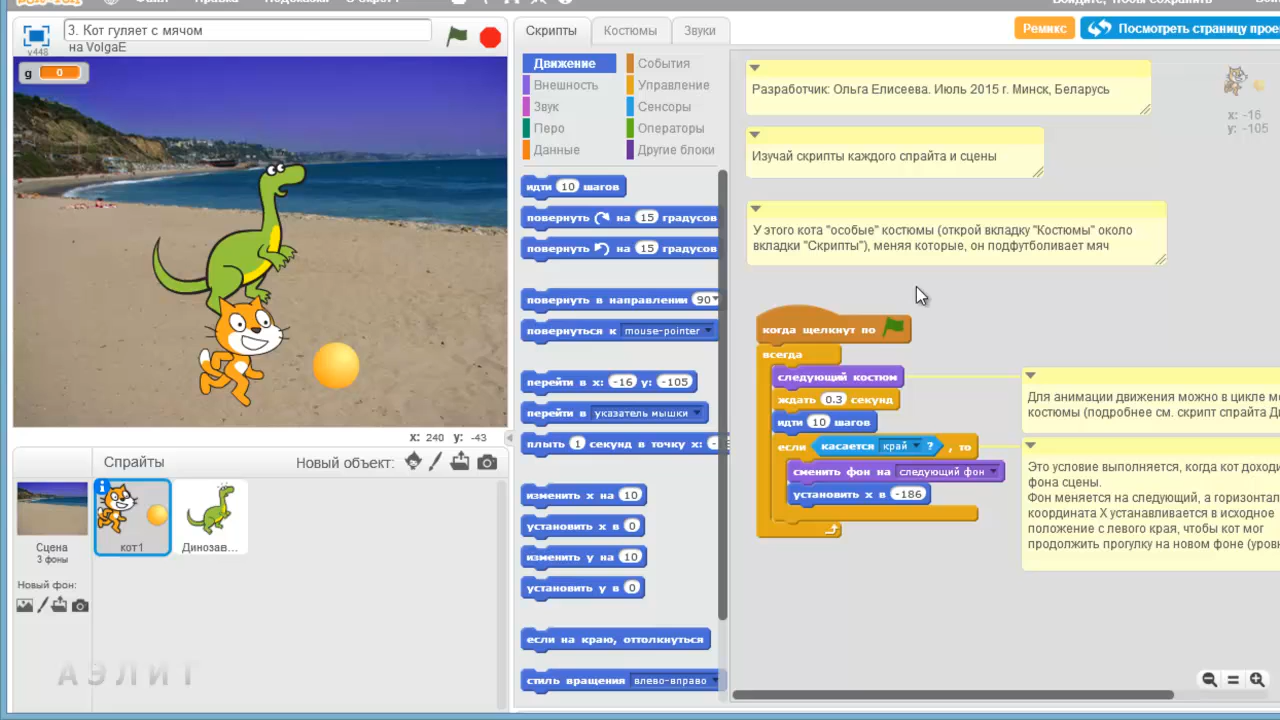 3. Кот гуляет с мячом
на VolgaE
v448
g 0
x: 240 y: -43
Спрайты
Новый объект:
Сцена
3 фоны
кот1
Динозав...
Новый фон:
АЭЛИТ
Скрипты
Костюмы
Звуки
Движение
События
Внешность
Управление
Звук
Сенсоры
Перо
Операторы
Данные
Другие блоки
идти 10 шагов
повернуть на 15 градусов
повернуть на 15 градусов
повернуть в направлении 90
повернуться к mouse-pointer
перейти в x: -16 y: -105
перейти в указатель мышки
плыть 1 секунд в точку x:
изменить x на 10
установить x в 0
изменить y на 10
установить y в 0
если на краю, оттолкнуться
стиль вращения влево-вправо
Ремикс
Посмотреть страницу прое
Разработчик: Ольга Елисеева. Июль 2015 г. Минск, Беларусь
Изучай скрипты каждого спрайта и сцены
У этого кота "особые" костюмы (открой вкладку "Костюмы" около
вкладки "Скрипты"), меняя которые, он подфутболивает мяч
x: -16
y: -105
когда щелкнут по
всегда
следующий костюм
ждать 0.3 секунд
идти 10 шагов
если касается край ? , то
сменить фон на следующий фон
установить x в -186
Для анимации движения можно в цикле ме
костюмы (подробнее см. скрипт спрайта Ди
Это условие выполняется, когда кот доходи
фона сцены.
Фон меняется на следующий, а горизонтал
координата X устанавливается в исходное
положение с левого края, чтобы кот мог
продолжить прогулку на новом фоне (уровн